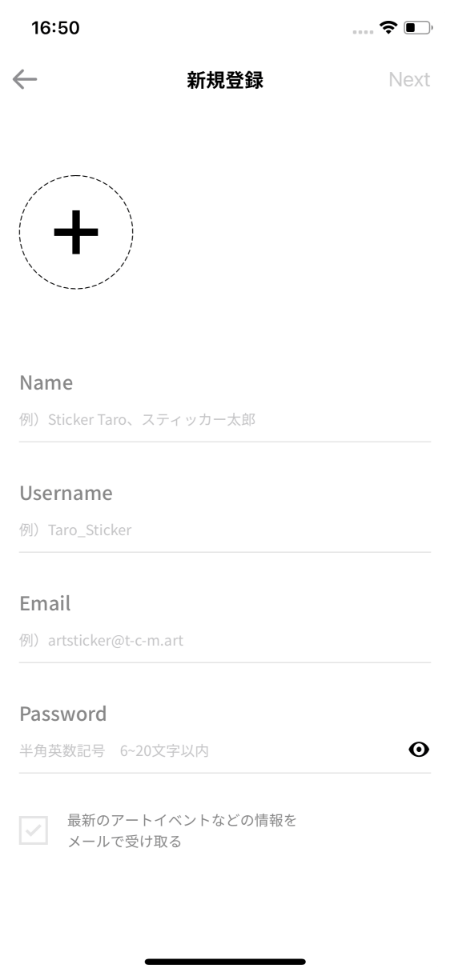 16:50
新規登録
Next
Name
例）Sticker Taro、スティッカー太郎
Username
例）Taro_Sticker
Email
例）artsticker@t-c-m.art
Password
半角英数記号　6~20文字以内
最新のアートイベントなどの情報を
メールで受け取る